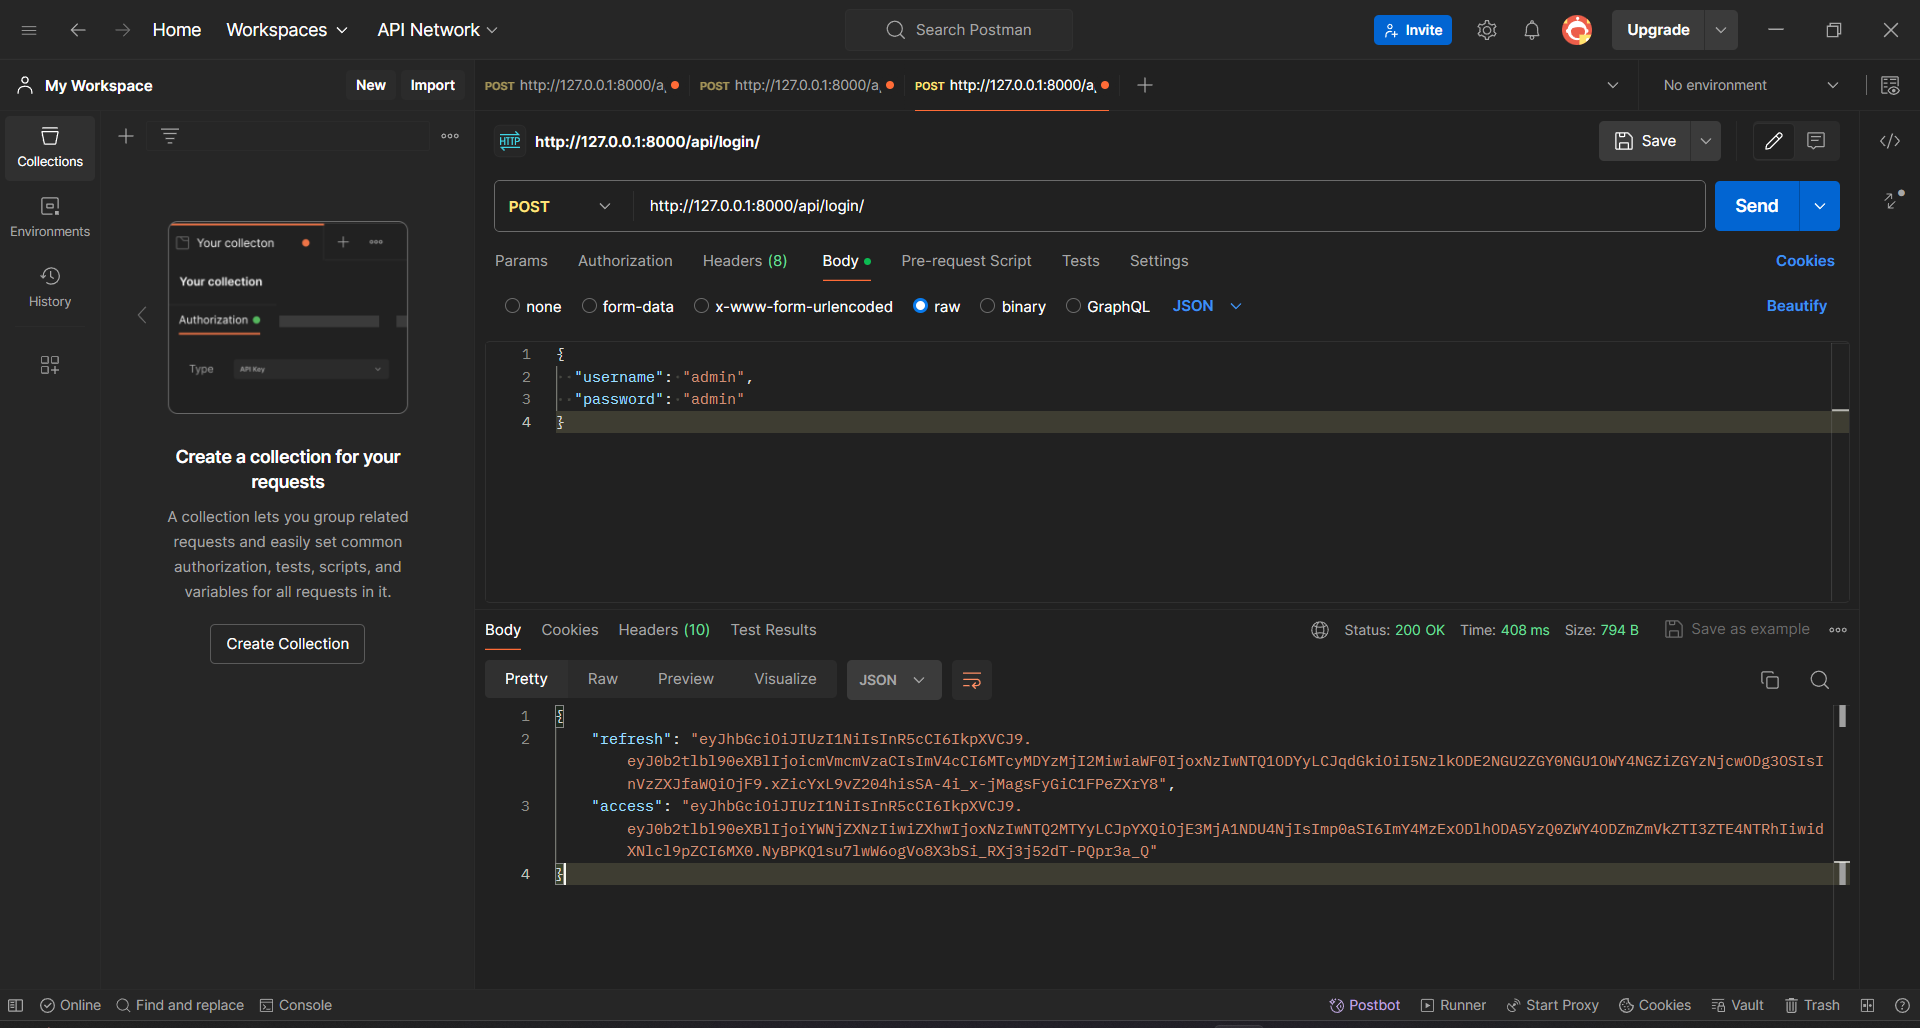 Home Workspaces API Network Search Postman Invite Upgrade
My Workspace New Import POST http://127.0.0.1:8000/a POST http://127.0.0.1:8000/a, POST http://127.0.0.1:8000/a, No environment
Collections
Environments
History
Your collecton
Your collection
Authorization
Type API Key
Create a collection for your
requests
A collection lets you group related
requests and easily set common
authorization, tests, scripts, and
variables for all requests in it.
Create Collection
HTTP http://127.0.0.1:8000/api/login/ Save
POST http://127.0.0.1:8000/api/login/ Send
Params Authorization Headers (8) Body Pre-request Script Tests Settings Cookies
none form-data x-www-form-urlencoded raw binary GraphQL JSON Beautify
1 {
2 "username": "admin",
3 "password": "admin"
4 }
Body Cookies Headers (10) Test Results Status: 200 OK Time: 408 ms Size: 794 B Save as example
Pretty Raw Preview Visualize JSON
1 {
2 "refresh": "eyJhbGciOiJIUzI1NiIsInR5cCI6IkpXVCJ9.
eyJ0b2tlbl90eXBlIjoicmVmcmVzaCIsImV4cCI6MTcyMDYzMjI2MiwiaWF0IjoxNzIwNTQ1ODYyLCJqdGkiOiI5NzlkODE2NGU2ZGY0NGU1OWY4NGZiZGYzNjcwODg3OSIsI
nVzZXJfaWQiOjF9.xZicYxL9vZ204hisSA-4i_x-jMagsFyGiC1FPeZXrY8",
3 "access": "eyJhbGciOiJIUzI1NiIsInR5cCI6IkpXVCJ9.
eyJ0b2tlbl90eXBlIjoiYWNjZXNzIiwiZXhwIjoxNzIwNTQ2MTYyLCJpYXQiOjE3MjA1NDU4NjIsImp0aSI6ImY4MzExODlhODA5YzQ0ZWY4ODZmZmVkZTI3ZTE4NTRhIiwid
XNlcl9pZCI6MX0.NyBPKQ1su7lwW6ogVo8X3bSi_RXj3j52dT-PQpr3a_Q"
4 }
Online Find and replace Console Postbot Runner Start Proxy Cookies Vault Trash